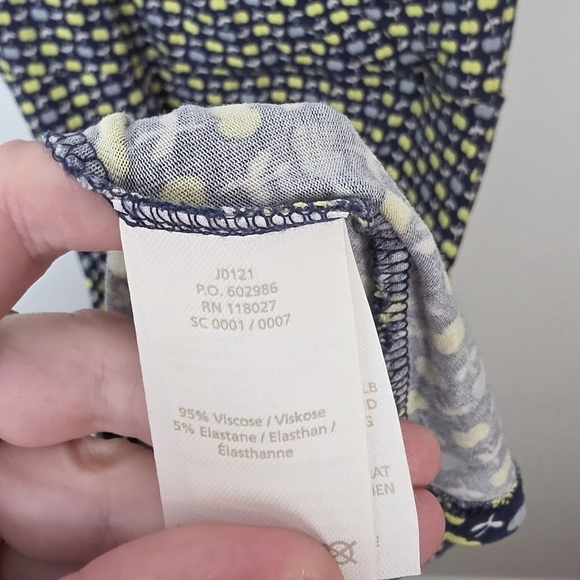 J0121
P.O. 602986
RN 118027
SC 0001 / 0007
95% Viscose / Viskose
5% Elastane / Elasthan /
Élasthanne